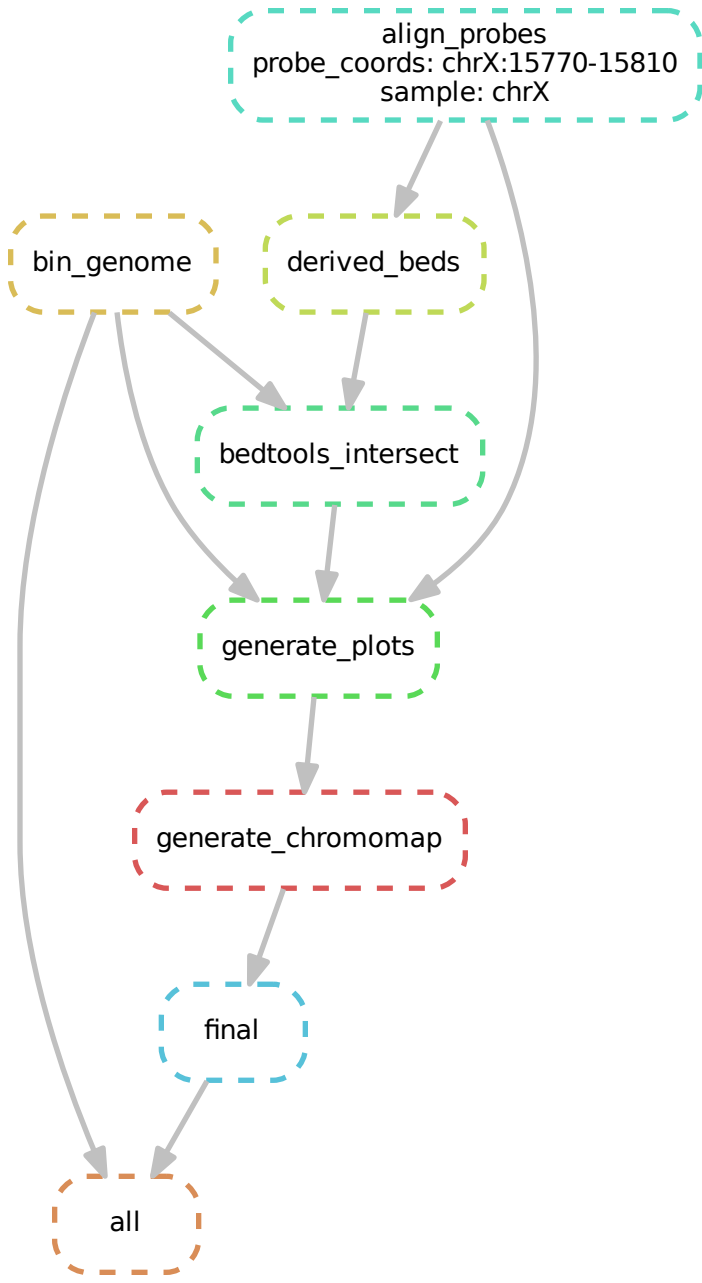 align_probes
probe_coords: chrX:15770-15810
sample: chrX
bin_genome
derived_beds
bedtools_intersect
generate_plots
generate_chromomap
final
all